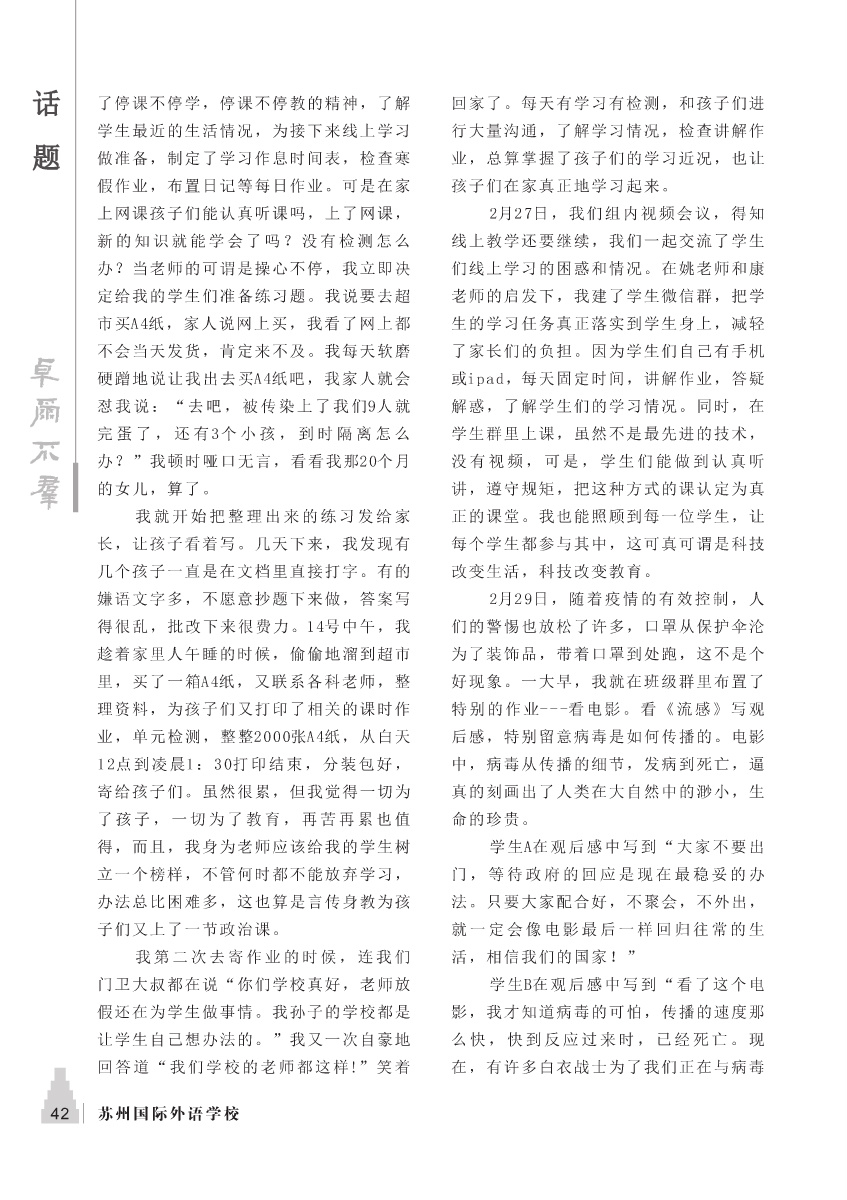 话
题
卓尔不群
了停课不停学，停课不停教的精神，了解
学生最近的生活情况，为接下来线上学习
做准备，制定了学习作息时间表，检查寒
假作业，布置日记等每日作业。可是在家
上网课孩子们能认真听课吗，上了网课，
新的知识就能学会了吗？没有检测怎么
办？当老师的可谓是操心不停，我立即决
定给我的学生们准备练习题。我说要去超
市买A4纸，家人说网上买，我看了网上都
不会当天发货，肯定来不及。我每天软磨
硬蹭地说让我出去买A4纸吧，我家人就会
怼我说：“去吧，被传染上了我们9人就
完蛋了，还有3个小孩，到时隔离怎么
办？”我顿时哑口无言，看看我那20个月
的女儿，算了。
我就开始把整理出来的练习发给家
长，让孩子看着写。几天下来，我发现有
几个孩子一直是在文档里直接打字。有的
嫌语文字多，不愿意抄题下来做，答案写
得很乱，批改下来很费力。14号中午，我
趁着家里人午睡的时候，偷偷地溜到超市
里，买了一箱A4纸，又联系各科老师，整
理资料，为孩子们又打印了相关的课时作
业，单元检测，整整2000张A4纸，从白天
12点到凌晨1：30打印结束，分装包好，
寄给孩子们。虽然很累，但我觉得一切为
了孩子，一切为了教育，再苦再累也值
得，而且，我身为老师应该给我的学生树
立一个榜样，不管何时都不能放弃学习，
办法总比困难多，这也算是言传身教为孩
子们又上了一节政治课。
我第二次去寄作业的时候，连我们
门卫大叔都在说“你们学校真好，老师放
假还在为学生做事情。我孙子的学校都是
让学生自己想办法的。”我又一次自豪地
回答道“我们学校的老师都这样!”笑着
回家了。每天有学习有检测，和孩子们进
行大量沟通，了解学习情况，检查讲解作
业，总算掌握了孩子们的学习近况，也让
孩子们在家真正地学习起来。
2月27日，我们组内视频会议，得知
线上教学还要继续，我们一起交流了学生
们线上学习的困惑和情况。在姚老师和康
老师的启发下，我建了学生微信群，把学
生的学习任务真正落实到学生身上，减轻
了家长们的负担。因为学生们自己有手机
或ipad，每天固定时间，讲解作业，答疑
解惑，了解学生们的学习情况。同时，在
学生群里上课，虽然不是最先进的技术，
没有视频，可是，学生们能做到认真听
讲，遵守规矩，把这种方式的课认定为真
正的课堂。我也能照顾到每一位学生，让
每个学生都参与其中，这可真可谓是科技
改变生活，科技改变教育。
2月29日，随着疫情的有效控制，人
们的警惕也放松了许多，口罩从保护伞沦
为了装饰品，带着口罩到处跑，这不是个
好现象。一大早，我就在班级群里布置了
特别的作业---看电影。看《流感》写观
后感，特别留意病毒是如何传播的。电影
中，病毒从传播的细节，发病到死亡，逼
真的刻画出了人类在大自然中的渺小，生
命的珍贵。
学生A在观后感中写到“大家不要出
门，等待政府的回应是现在最稳妥的办
法。只要大家配合好，不聚会，不外出，
就一定会像电影最后一样回归往常的生
活，相信我们的国家！”
学生B在观后感中写到“看了这个电
影，我才知道病毒的可怕，传播的速度那
么快，快到反应过来时，已经死亡。现
在，有许多白衣战士为了我们正在与病毒
42 苏州国际外语学校